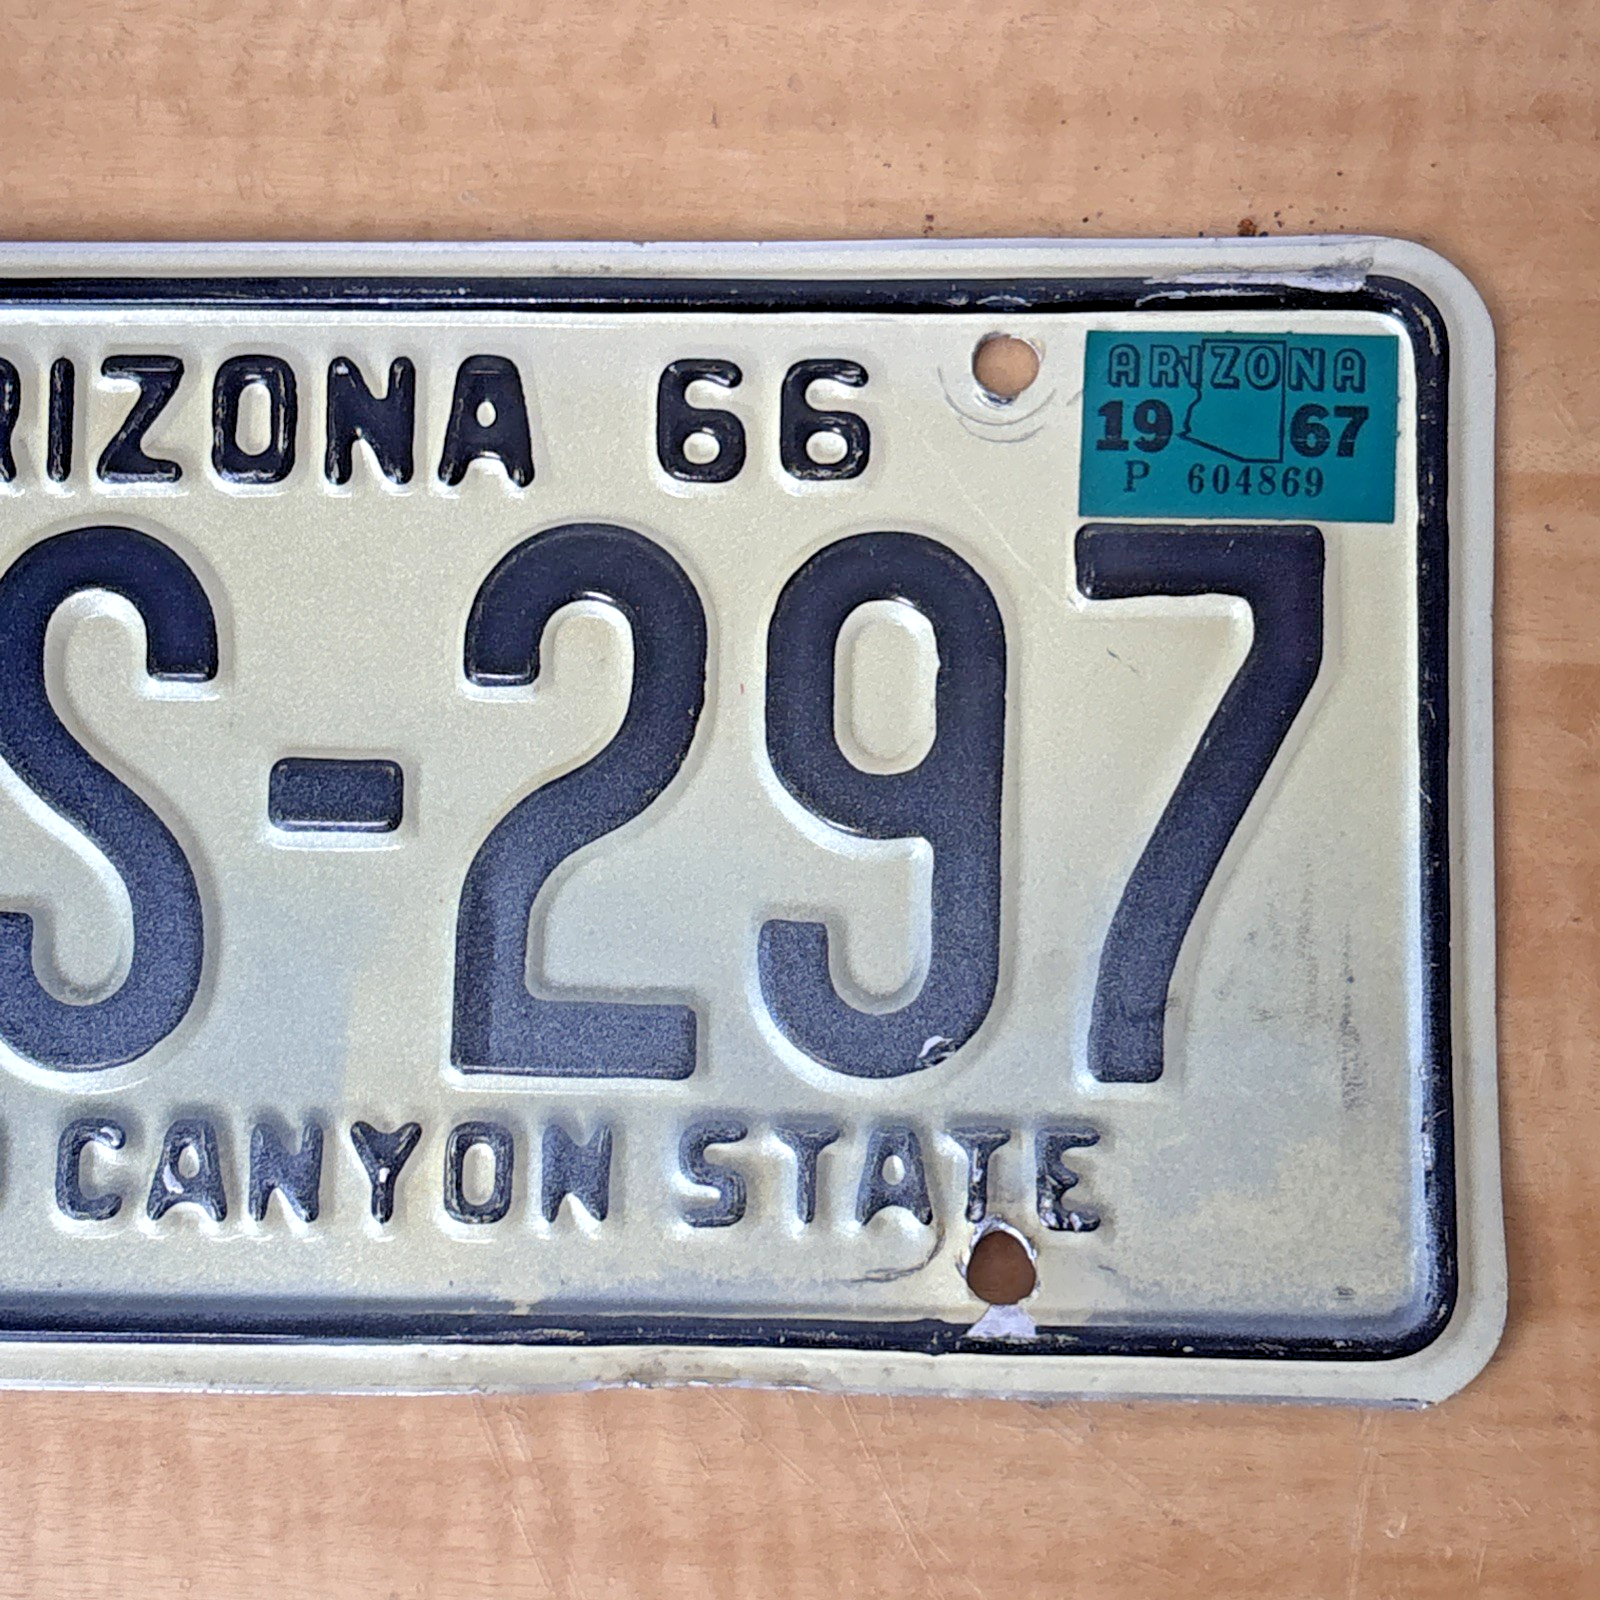 RIZONA 66
ARIZONA
19 67
P 604869
S-297
CANYON STATE